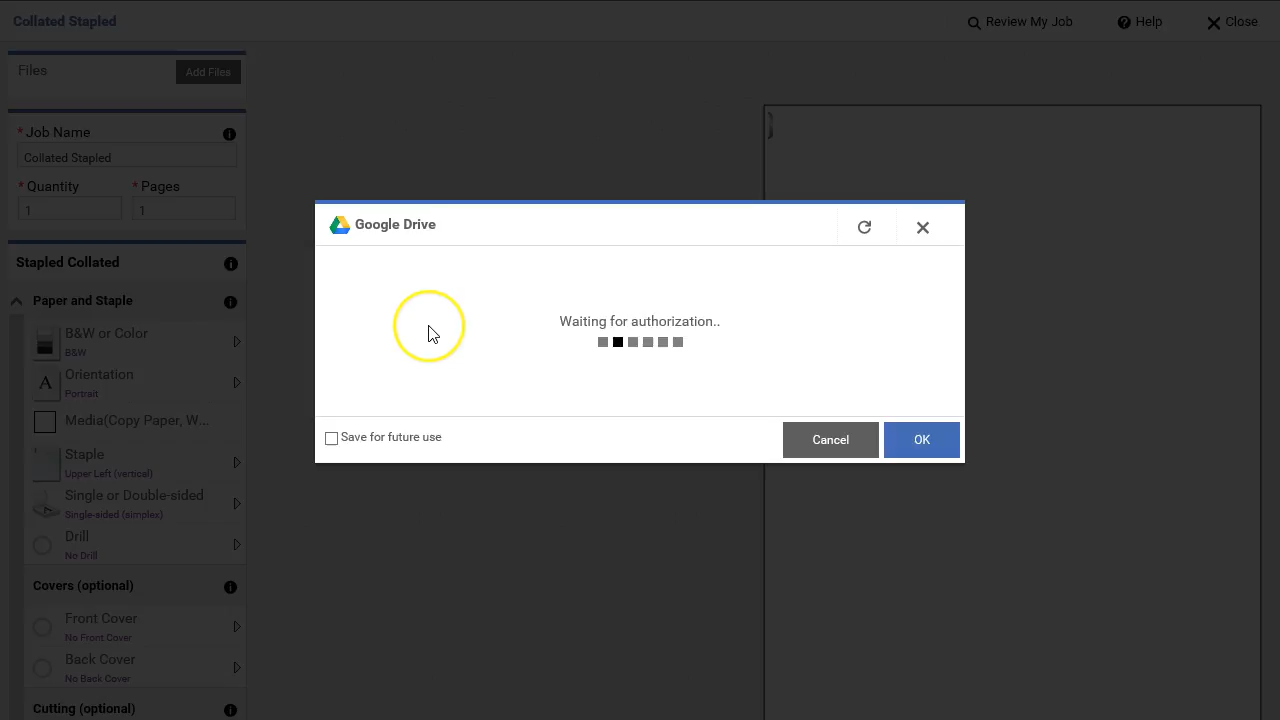 Collated Stapled
Review My Job
Help
Close
Files
Add Files
* Job Name
Collated Stapled
* Quantity
* Pages
1
1
Stapled Collated
Paper and Staple
B&W or Color
B&W
Orientation
A
Portrait
Media(Copy Paper, W...
Staple
Upper Left (vertical)
Single or Double-sided
Single-sided (simplex)
Drill
No Drill
Covers (optional)
Front Cover
No Front Cover
Back Cover
No Back Cover
Cutting (optional)
Google Drive
Waiting for authorization..
Save for future use
Cancel
OK